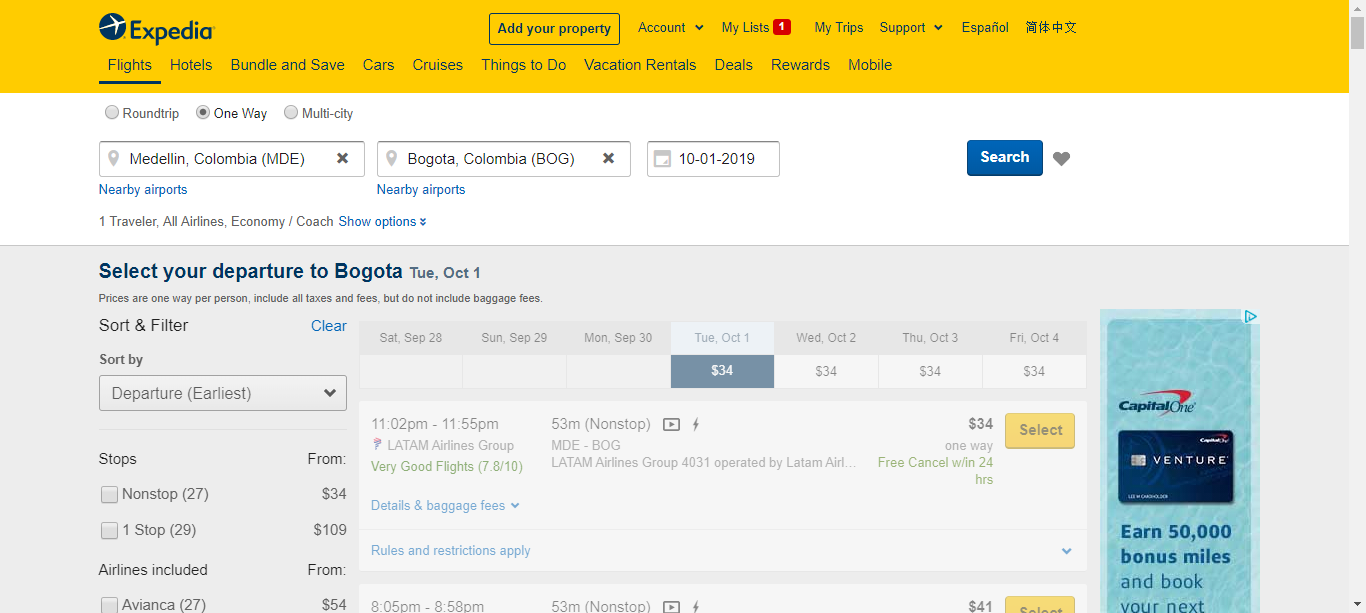 Expedia
Add your property
Account
My Lists 1
My Trips
Support
Español
简体中文
Flights
Hotels
Bundle and Save
Cars
Cruises
Things to Do
Vacation Rentals
Deals
Rewards
Mobile
Roundtrip
One Way
Multi-city
Medellin, Colombia (MDE)
Bogota, Colombia (BOG)
10-01-2019
Search
Nearby airports
Nearby airports
1 Traveler, All Airlines, Economy / Coach Show options
Select your departure to Bogota Tue, Oct 1
Prices are one way per person, include all taxes and fees, but do not include baggage fees.
Sort & Filter
Clear
Sort by
Departure (Earliest)
Stops
From:
Nonstop (27)
$34
1 Stop (29)
$109
Airlines included
From:
Avianca (27)
$54
Sat, Sep 28
Sun, Sep 29
Mon, Sep 30
Tue, Oct 1
Wed, Oct 2
Thu, Oct 3
Fri, Oct 4
$34
$34
$34
$34
11:02pm - 11:55pm
53m (Nonstop)
$34
Select
LATAM Airlines Group
MDE - BOG
one way
Very Good Flights (7.8/10)
LATAM Airlines Group 4031 operated by Latam Airl...
Free Cancel w/in 24
hrs
Details & baggage fees
Rules and restrictions apply
8:05pm - 8:58pm
53m (Nonstop)
$41
Select
Capital One
Capital One
VENTURE
LEE M CARDHOLDER
Earn 50,000
bonus miles
and book
your next